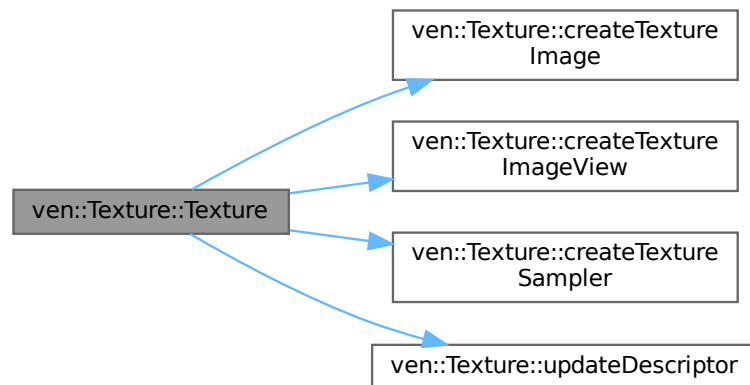 ven::Texture::createTexture
Image
ven::Texture::createTexture
ImageView
ven::Texture::Texture
ven::Texture::createTexture
Sampler
ven::Texture::updateDescriptor